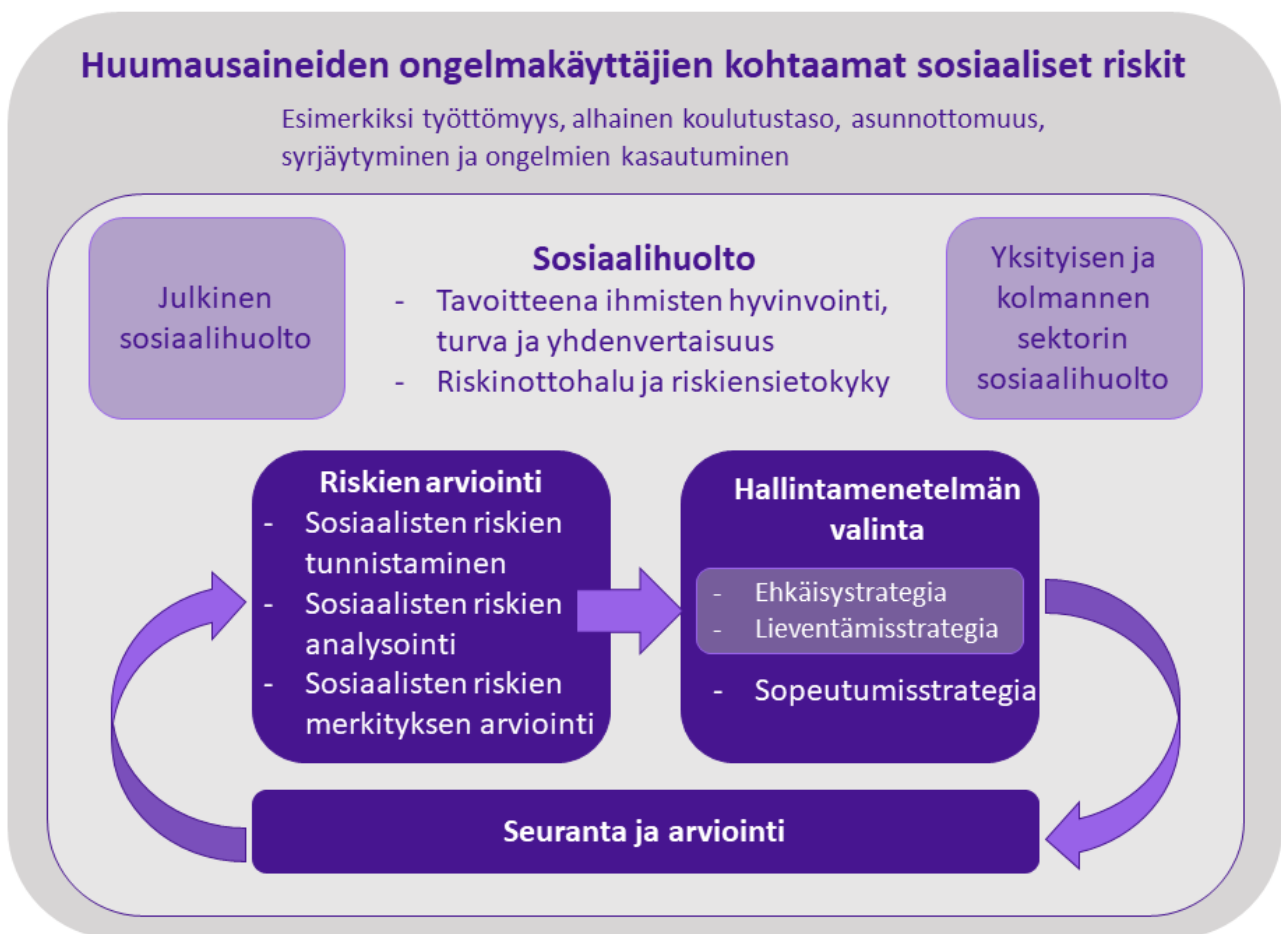 Huumausaineiden ongelmakäyttäjien kohtaamat sosiaaliset riskit
Esimerkiksi työttömyys, alhainen koulutustaso, asunnottomuus,
syrjäytyminen ja ongelmien kasautuminen
Julkinen
sosiaalihuolto
Sosiaalihuolto
- Tavoitteena ihmisten hyvinvointi,
turva ja yhdenvertaisuus
- Riskinottohalu ja riskiensietokyky
Yksityisen ja
kolmannen
sektorin
sosiaalihuolto
Riskien arviointi
- Sosiaalisten riskien
tunnistaminen
- Sosiaalisten riskien
analysointi
- Sosiaalisten riskien
merkityksen arviointi
Hallintamenetelmän
valinta
- Ehkäisystrategia
- Lieventämisstrategia
- Sopeutumisstrategia
Seuranta ja arviointi